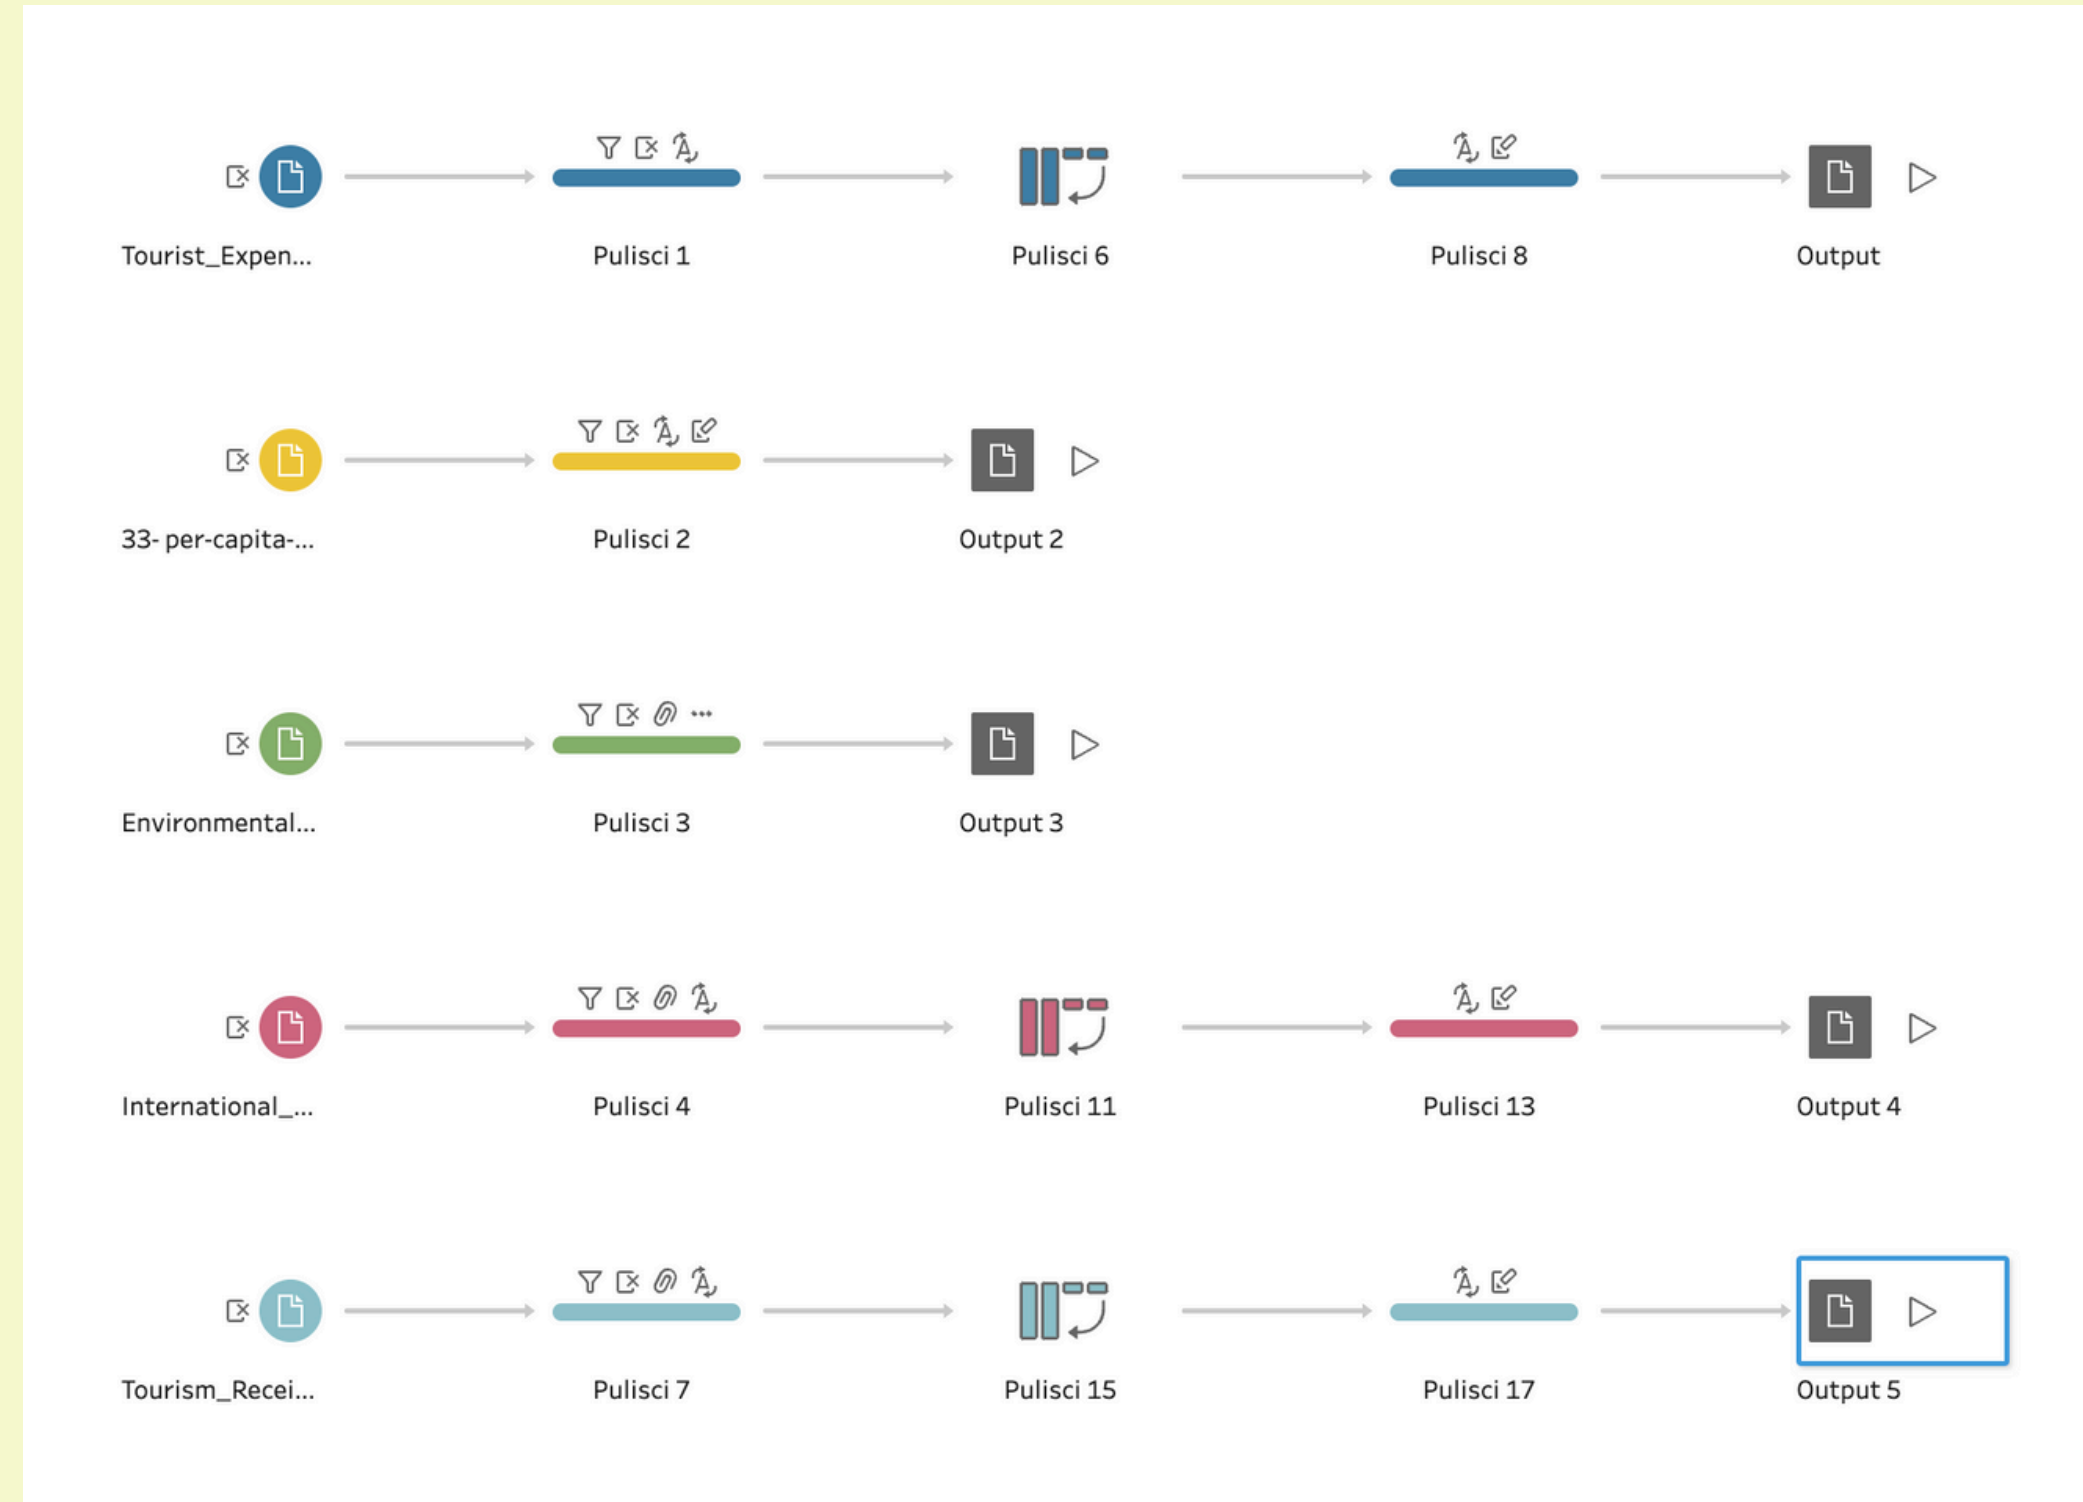 Tourist_Expen...
Pulisci 1
Pulisci 6
Pulisci 8
Output
33- per-capita-...
Pulisci 2
Output 2
Environmental...
Pulisci 3
Output 3
International_...
Pulisci 4
Pulisci 11
Pulisci 13
Output 4
Tourism_Recei...
Pulisci 7
Pulisci 15
Pulisci 17
Output 5